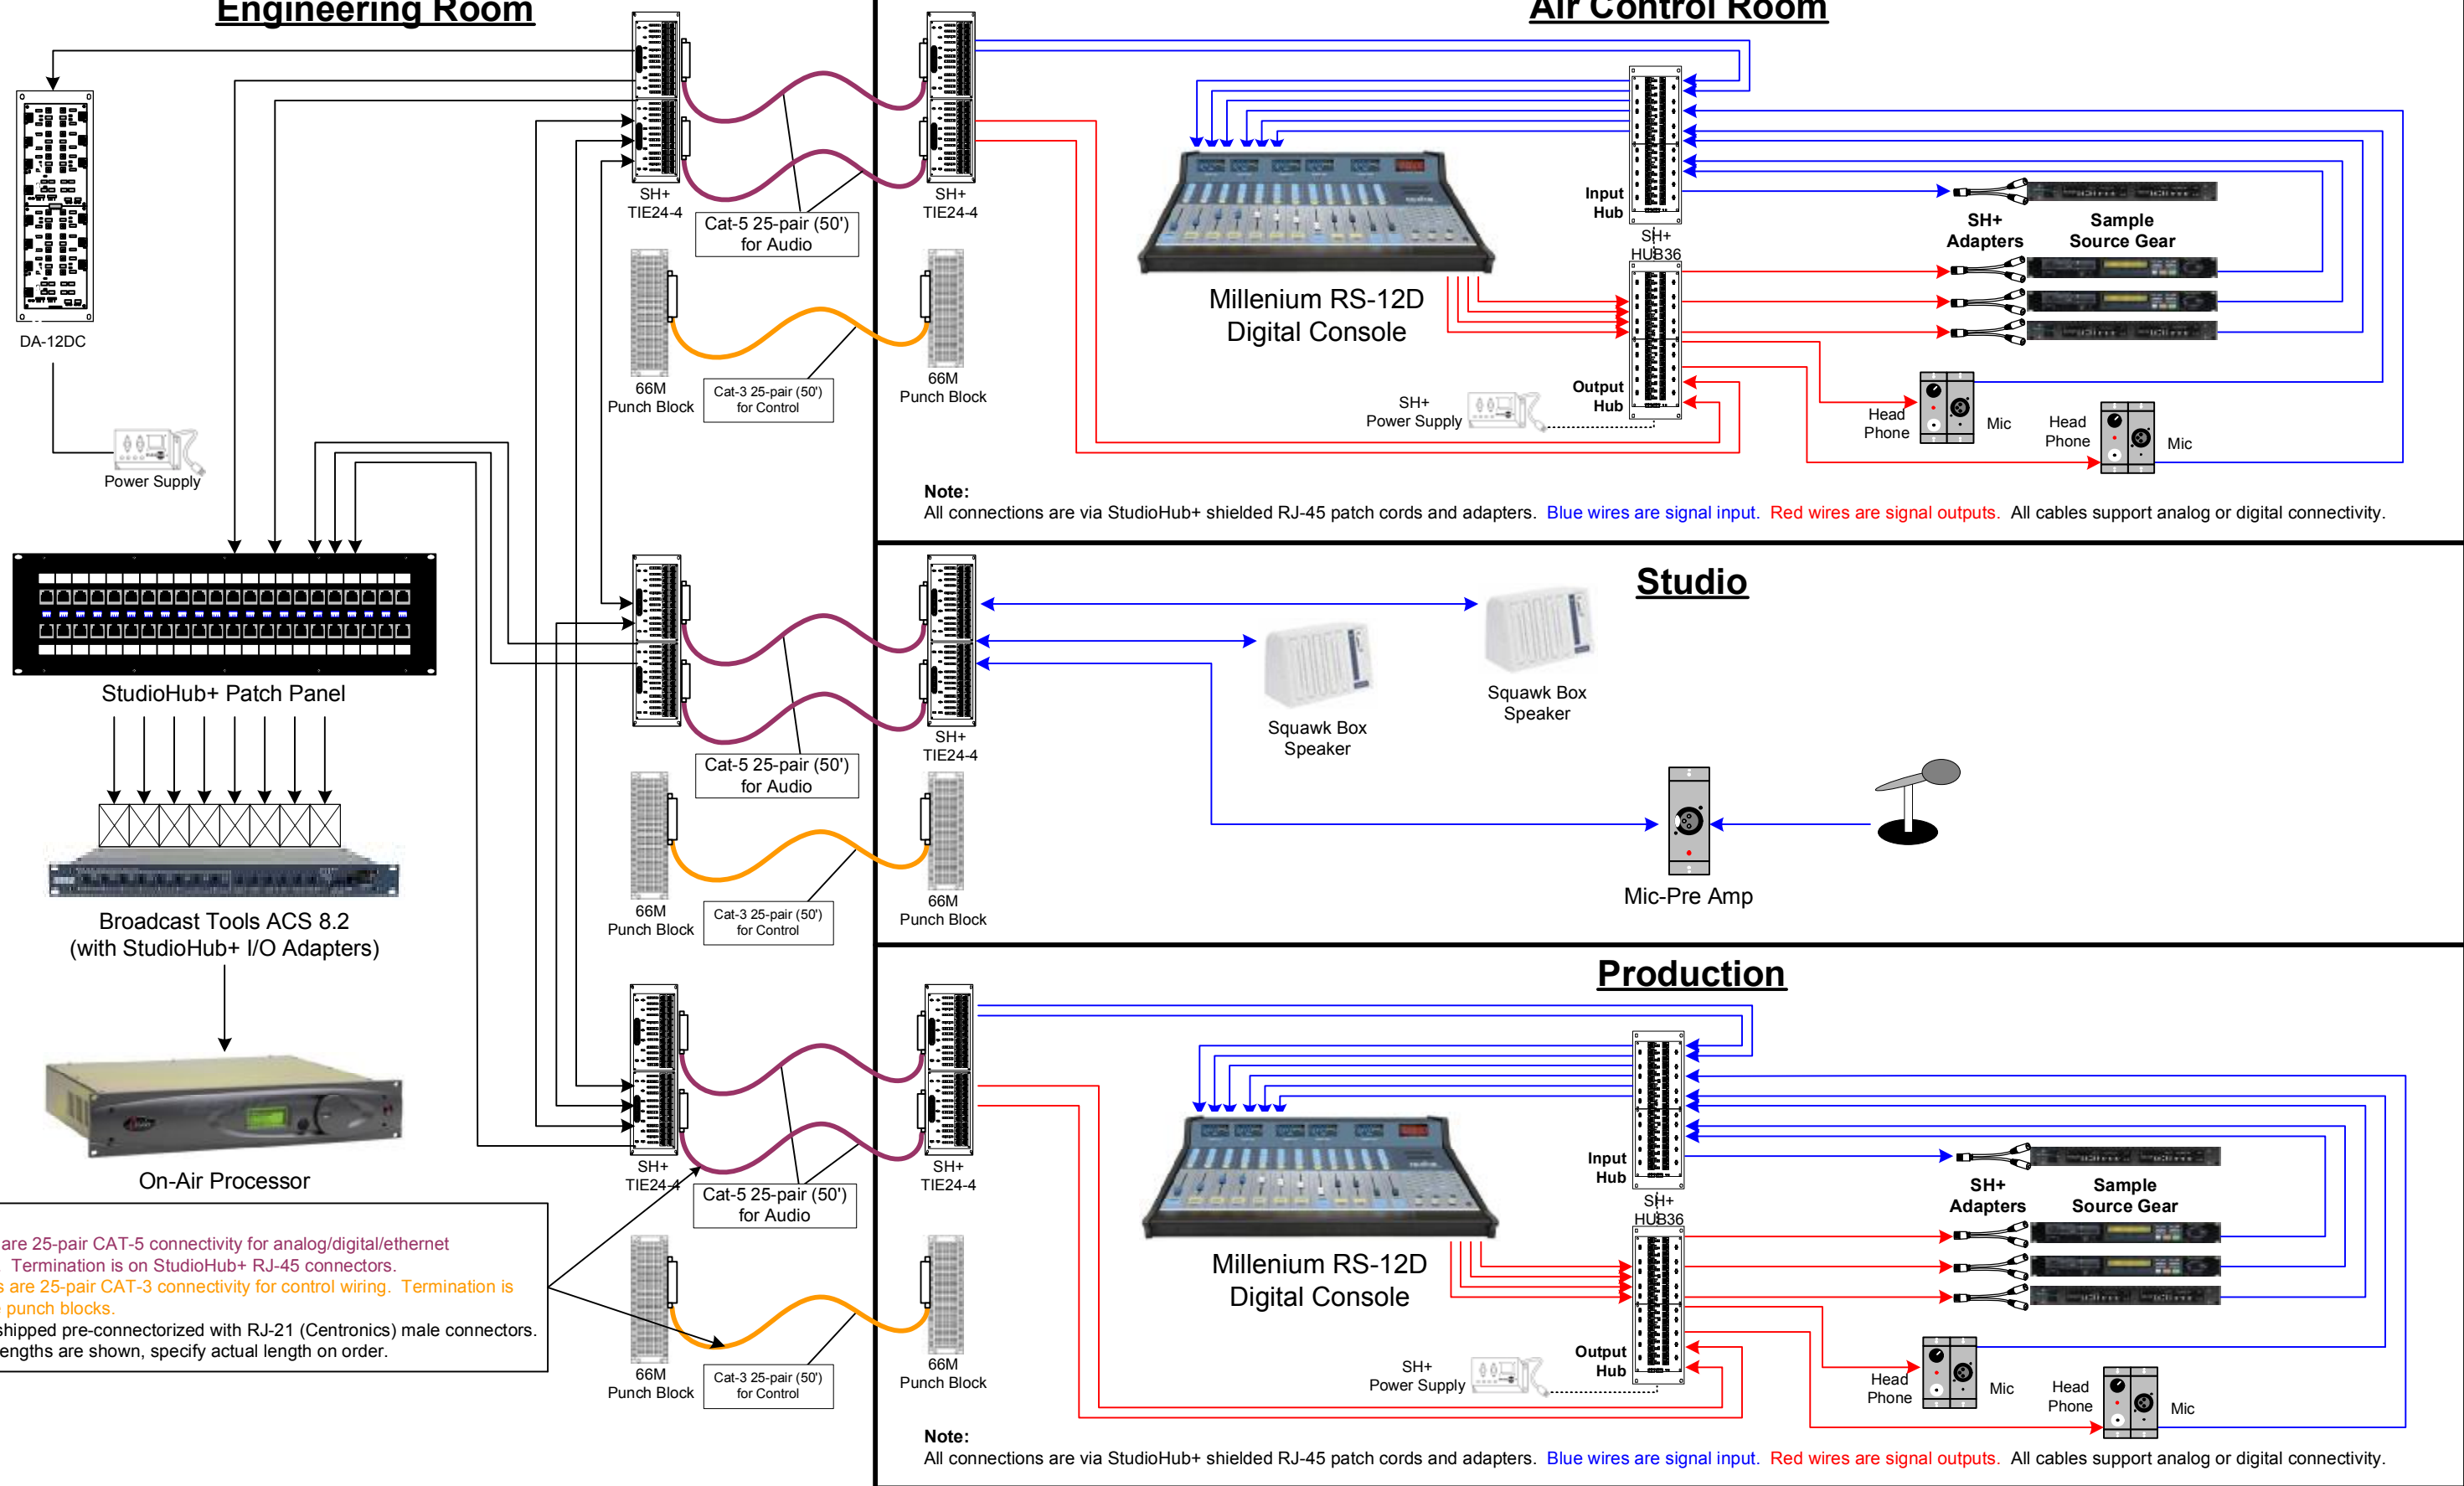 Engineering Room
Air Control Room
SH+
TIE24-4
SH+
TIE24-4
Cat-5 25-pair (50')
for Audio
DA-12DC
Power Supply
66M
Punch Block
Cat-3 25-pair (50')
for Control
66M
Punch Block
Millenium RS-12D
Digital Console
Input
Hub
SH+
HUB36
Output
Hub
SH+
Power Supply
SH+
Adapters
Sample
Source Gear
Head
Phone
Mic
Head
Phone
Mic
Note:
All connections are via StudioHub+ shielded RJ-45 patch cords and adapters. Blue wires are signal input. Red wires are signal outputs. All cables support analog or digital connectivity.
StudioHub+ Patch Panel
Broadcast Tools ACS 8.2
(with StudioHub+ I/O Adapters)
On-Air Processor
Studio
SH+
TIE24-4
Cat-5 25-pair (50')
for Audio
66M
Punch Block
Cat-3 25-pair (50')
for Control
66M
Punch Block
Squawk Box
Speaker
Squawk Box
Speaker
Mic-Pre Amp
Production
SH+
TIE24-4
SH+
TIE24-4
Cat-5 25-pair (50')
for Audio
66M
Punch Block
Cat-3 25-pair (50')
for Control
66M
Punch Block
are 25-pair CAT-5 connectivity for analog/digital/ethernet
Termination is on StudioHub+ RJ-45 connectors.
are 25-pair CAT-3 connectivity for control wiring. Termination is
punch blocks.
shipped pre-connectorized with RJ-21 (Centronics) male connectors.
lengths are shown, specify actual length on order.
Millenium RS-12D
Digital Console
Input
Hub
SH+
HUB36
Output
Hub
SH+
Power Supply
SH+
Adapters
Sample
Source Gear
Head
Phone
Mic
Head
Phone
Mic
Note:
All connections are via StudioHub+ shielded RJ-45 patch cords and adapters. Blue wires are signal input. Red wires are signal outputs. All cables support analog or digital connectivity.